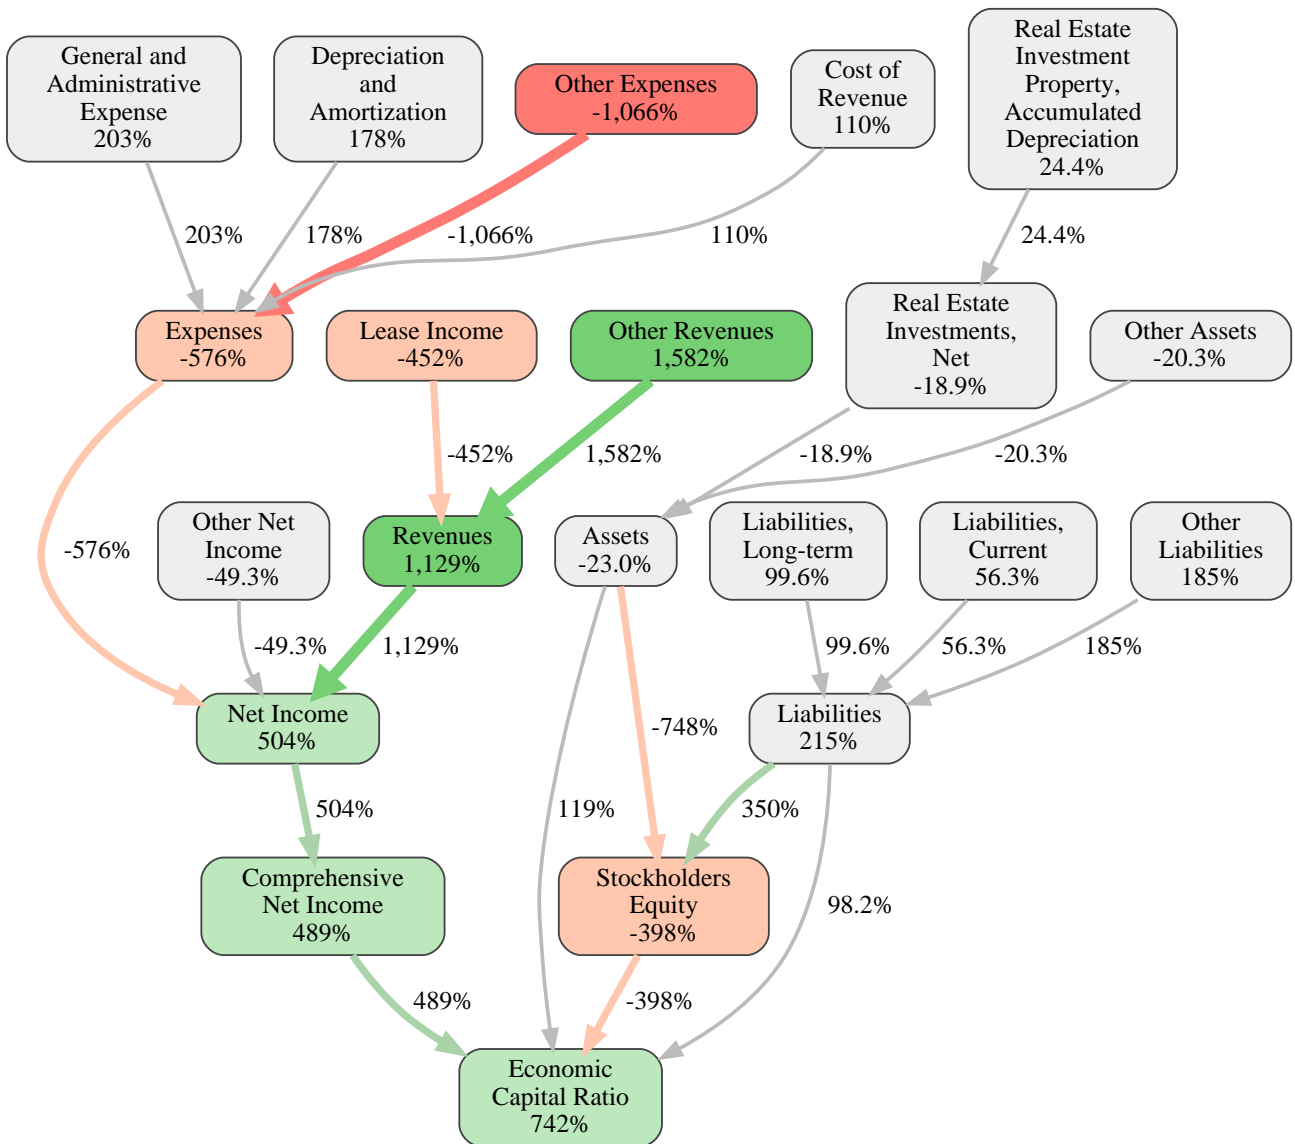 General and
Administrative
Expense
203%
Depreciation
and
Amortization
178%
Other Expenses
-1,066%
Cost of
Revenue
110%
Real Estate
Investment
Property,
Accumulated
Depreciation
24.4%
203%
178%
-1,066%
110%
24.4%
Expenses
-576%
Lease Income
-452%
Other Revenues
1,582%
Real Estate
Investments,
Net
-18.9%
Other Assets
-20.3%
-452%
1,582%
-18.9%
-20.3%
-576%
Other Net
Income
-49.3%
Revenues
1,129%
Assets
-23.0%
Liabilities,
Long-term
99.6%
Liabilities,
Current
56.3%
Other
Liabilities
185%
-49.3%
1,129%
99.6%
56.3%
185%
Net Income
504%
-748%
Liabilities
215%
504%
119%
350%
Comprehensive
Net Income
489%
Stockholders
Equity
-398%
98.2%
489%
-398%
Economic
Capital Ratio
742%